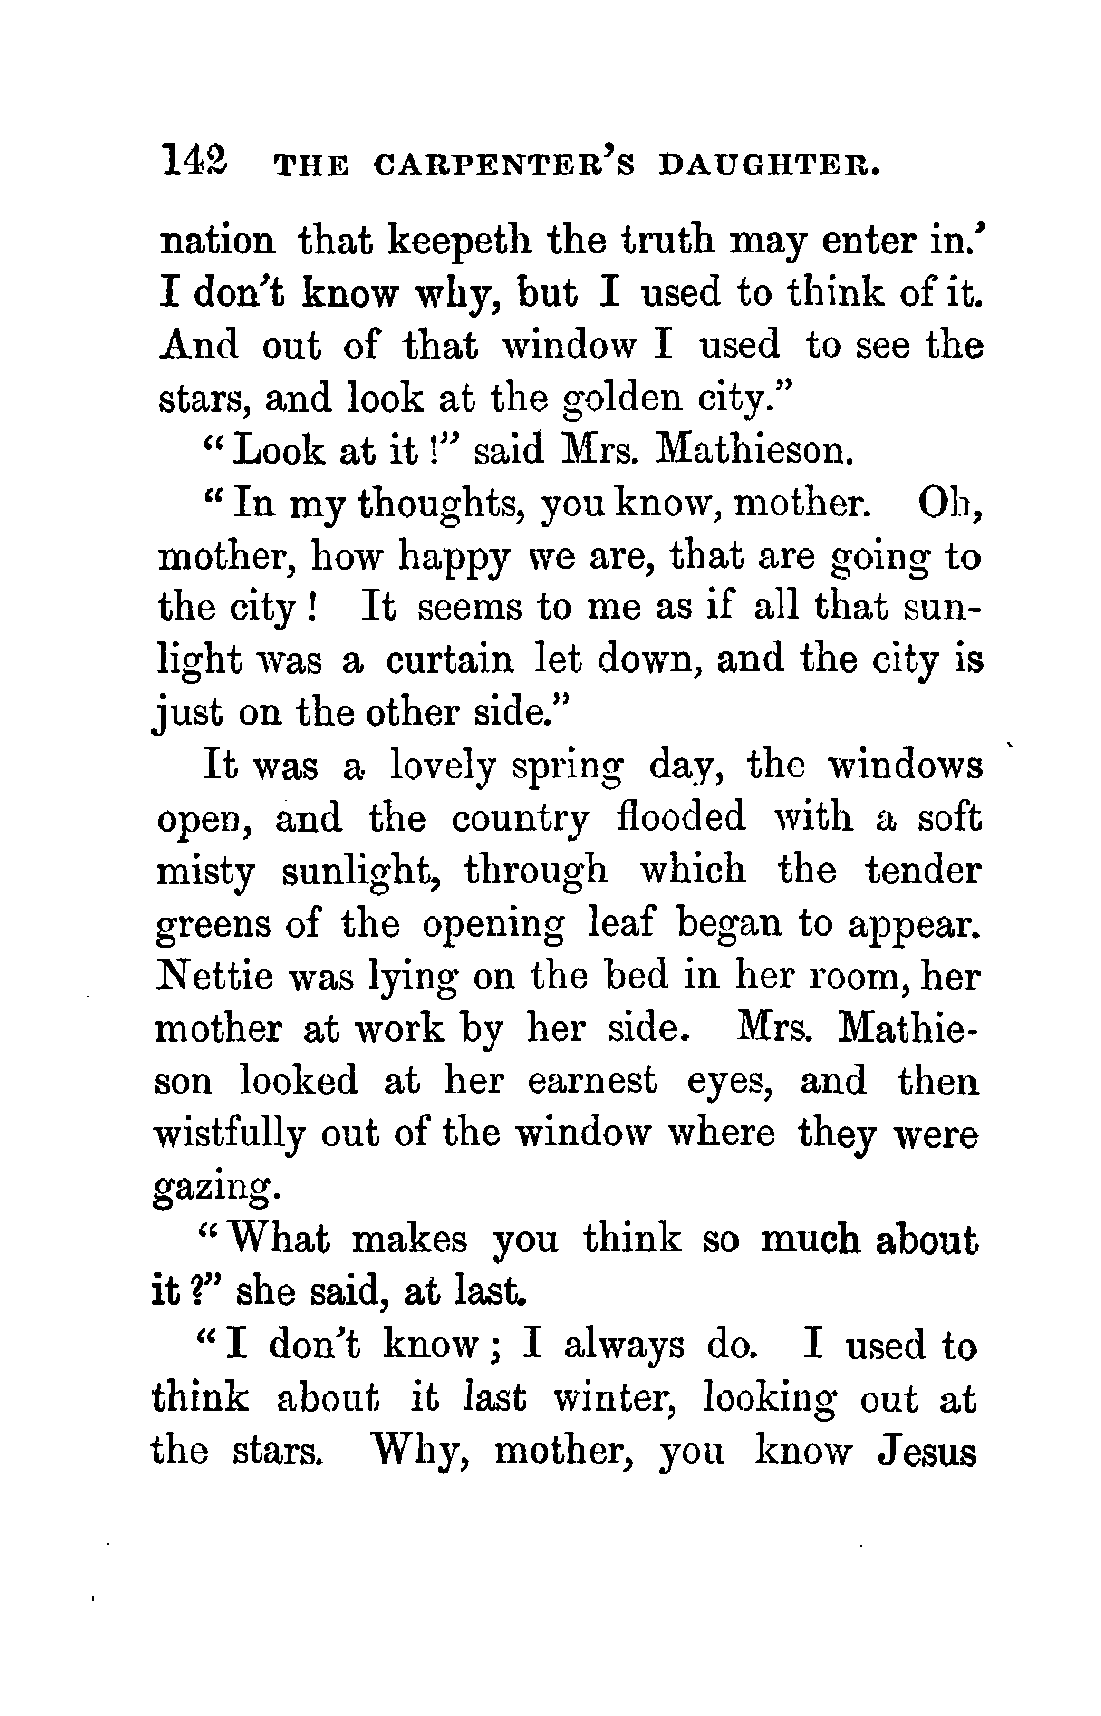 142 THE CARPENTER'S DAUGHTER.
nation that keepeth the truth may enter in.'
I don't know why, but I used to think of it.
And out of that window I used to see the
stars, and look at the golden city."
"Look at it!" said Mrs. Mathieson.
"In my thoughts, you know, mother. Oh,
mother, how happy we are, that are going to
the city! It seems to me as if all that sun-
light was a curtain let down, and the city is
just on the other side."
It was a lovely spring day, the windows
open, and the country flooded with a soft
misty sunlight, through which the tender
greens of the opening leaf began to appear.
Nettie was lying on the bed in her room, her
mother at work by her side. Mrs. Mathie-
son looked at her earnest eyes, and then
wistfully out of the window where they were
gazing.
"What makes you think so much about
it?" she said, at last.
"I don't know; I always do. I used to
think about it last winter, looking out at
the stars. Why, mother, you know Jesus